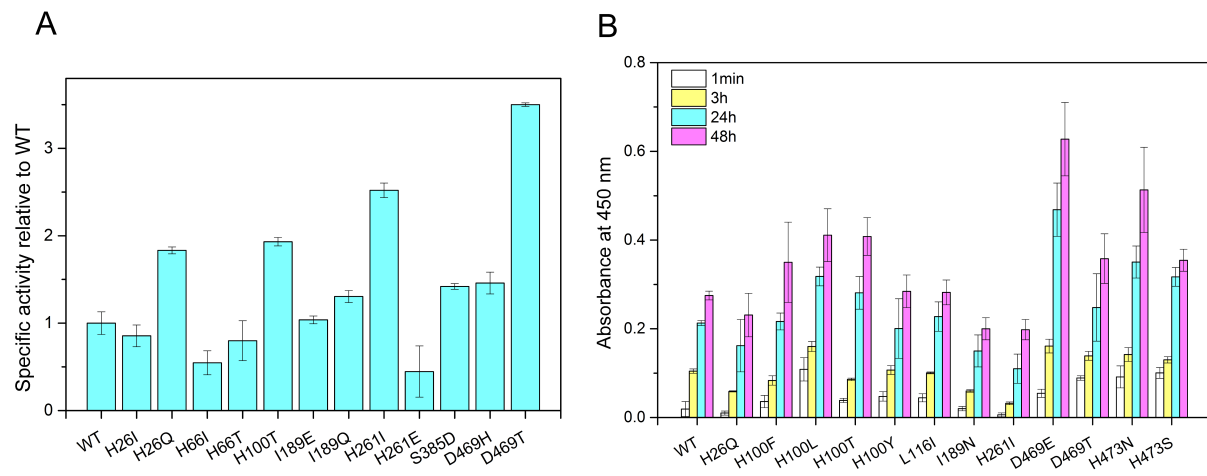 A
Specific activity relative to WT
3
2
1
0
WT H26I H26Q H66I H66T H100T I189E I189Q H261I H261E S385D D469H D469T
B
Absorbance at 450 nm
0.8
0.6
0.4
0.2
0.0
1min
3h
24h
48h
WT H26Q H100F H100L H100T H100Y L116I I189N H261I D469E D469T H473N H473S